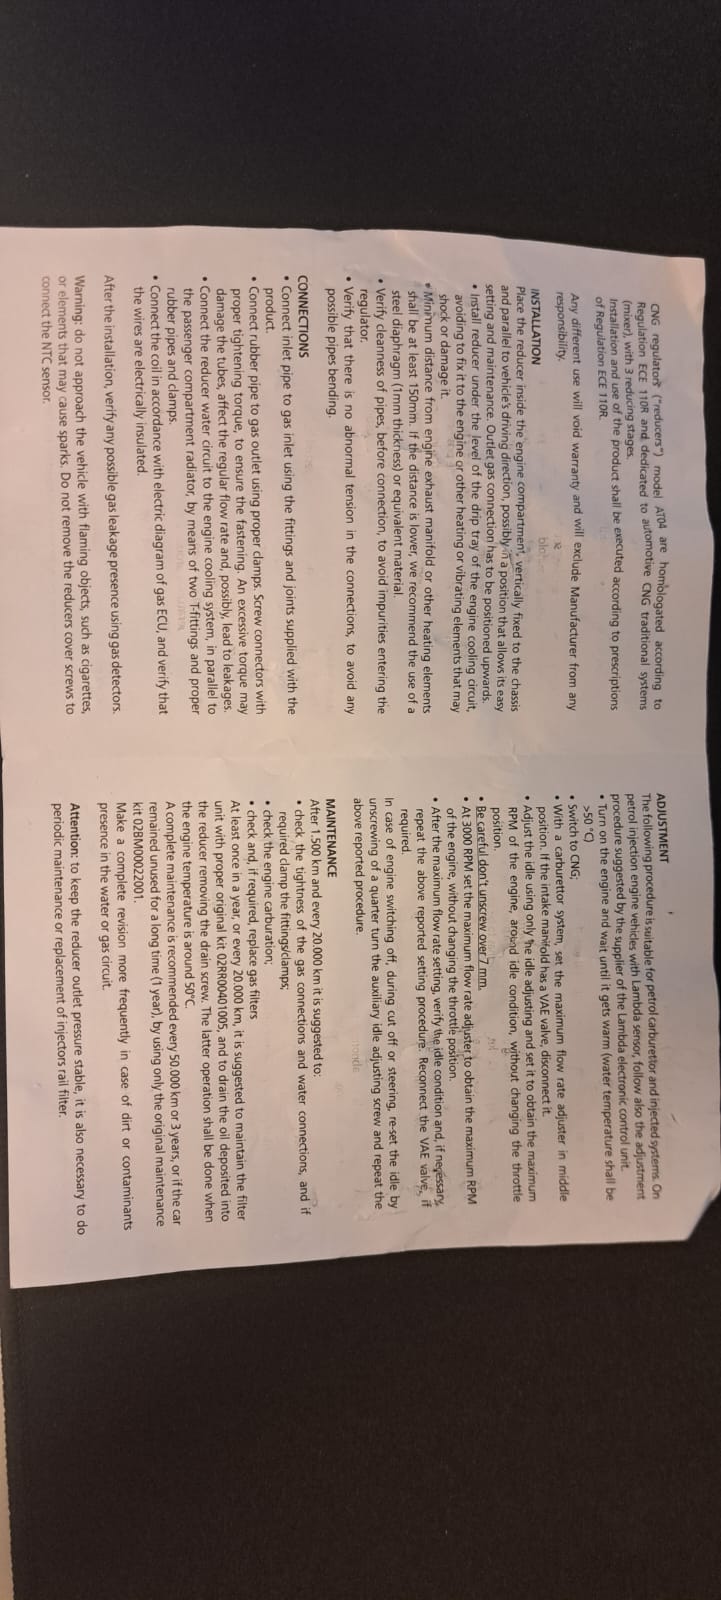 CNG regulators ("reducers") model AT04 are homologated according to
Regulation ECE 110R and dedicated to automotive CNG traditional systems
(mixer), with 3 reducing stages.
Installation and use of the product shall be executed according to prescriptions
of Regulation ECE 110R.
Any different use will void warranty and will exclude Manufacturer from any
responsibility.
INSTALLATION
Place the reducer inside the engine compartment, vertically fixed to the chassis
and parallel to vehicle's driving direction, possibly in a position that allows its easy
setting and maintenance. Outlet gas connection has to be positioned upwards.
• Install reducer under the level of the drip tray of the engine cooling circuit,
avoiding to fix it to the engine or other heating or vibrating elements that may
shock or damage it.
• Minimum distance from engine exhaust manifold or other heating elements
shall be at least 150mm. If the distance is lower, we recommend the use of a
steel diaphragm (1mm thickness) or equivalent material.
• Verify cleanness of pipes, before connection, to avoid impurities entering the
regulator.
• Verify that there is no abnormal tension in the connections, to avoid any
possible pipes bending.
CONNECTIONS
• Connect inlet pipe to gas inlet using the fittings and joints supplied with the
product.
• Connect rubber pipe to gas outlet using proper clamps. Screw connectors with
proper tightening torque, to ensure the fastening. An excessive torque may
damage the tubes, affect the regular flow rate and, possibly, lead to leakages.
• Connect the reducer water circuit to the engine cooling system, in parallel to
the passenger compartment radiator, by means of two T-fittings and proper
rubber pipes and clamps.
• Connect the coil in accordance with electric diagram of gas ECU, and verify that
the wires are electrically insulated.
After the installation, verify any possible gas leakage presence using gas detectors.
Warning: do not approach the vehicle with flaming objects, such as cigarettes,
or elements that may cause sparks. Do not remove the reducers cover screws to
connect the NTC sensor.
ADJUSTMENT
The following procedure is suitable for petrol carburettor and injected systems. On
petrol injection engine vehicles with Lambda sensor, follow also the adjustment
procedure suggested by the supplier of the Lambda electronic control unit.
• Turn on the engine and wait until it gets warm (water temperature shall be
>50 °C)
• Switch to CNG;
• With a carburettor system, set the maximum flow rate adjuster in middle
position. If the intake manifold has a VAE valve, disconnect it.
• Adjust the idle using only the idle adjusting and set it to obtain the maximum
RPM of the engine, around idle condition, without changing the throttle
position.
• Be careful don't unscrew over 7 mm.
• At 3000 RPM set the maximum flow rate adjuster to obtain the maximum RPM
of the engine, without changing the throttle position.
• After the maximum flow rate setting, verify the idle condition and, if necessary,
repeat the above reported setting procedure. Reconnect the VAE valve, if
required.
In case of engine switching off, during cut off or steering, re-set the idle by
unscrewing of a quarter turn the auxiliary idle adjusting screw and repeat the
above reported procedure.
MAINTENANCE
After 1.500 km and every 20.000 km it is suggested to:
• check the tightness of the gas connections and water connections, and if
required clamp the fittings/clamps;
• check the engine carburation;
• check and, if required, replace gas filters
At least once in a year, or every 20.000 km, it is suggested to maintain the filter
unit with proper original kit 02RR00401005, and to drain the oil deposited into
the reducer removing the drain screw. The latter operation shall be done when
the engine temperature is around 50°C.
A complete maintenance is recommended every 50.000 km or 3 years, or if the car
remained unused for a long time (1 year), by using only the original maintenance
kit 02BM00022001.
Make a complete revision more frequently in case of dirt or contaminants
presence in the water or gas circuit.
Attention: to keep the reducer outlet pressure stable, it is also necessary to do
periodic maintenance or replacement of injectors rail filter.